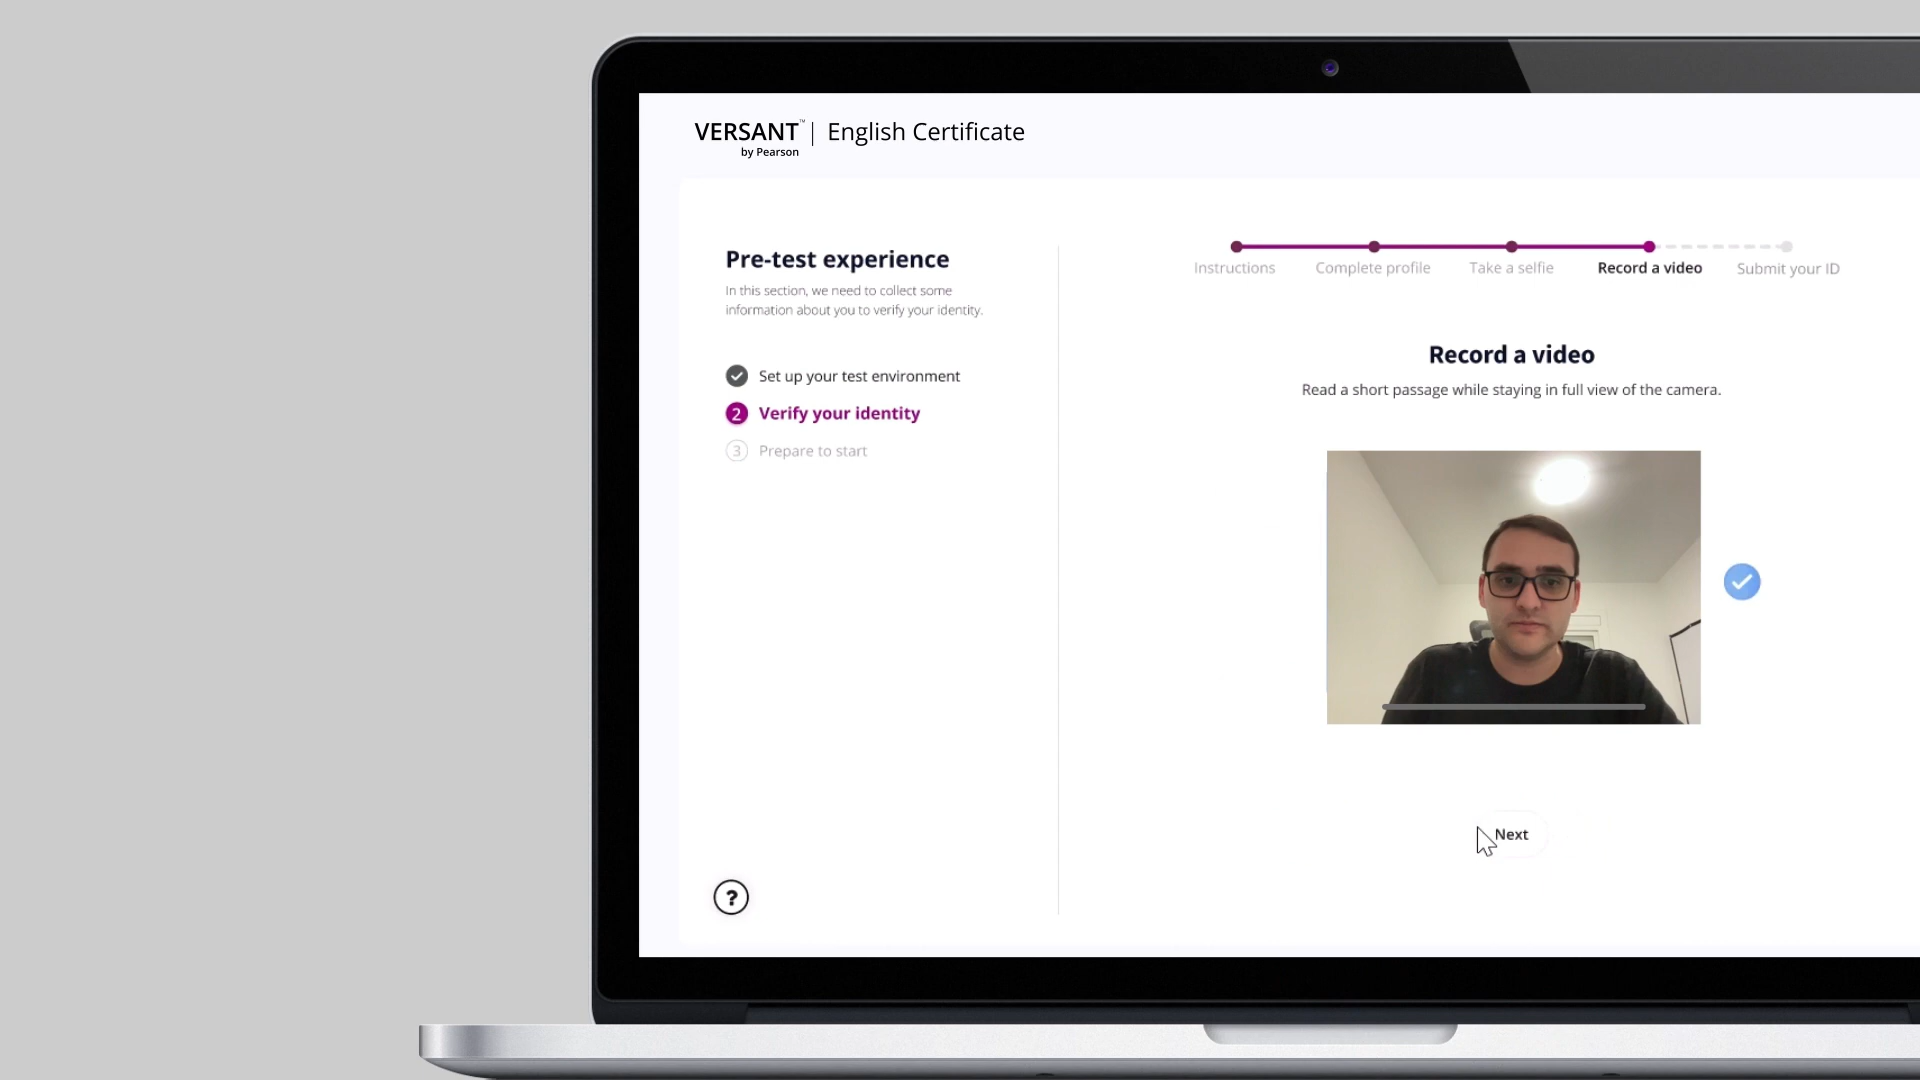 VERSANT™ | English Certificate
by Pearson
Pre-test experience
In this section, we need to collect some
information about you to verify your identity.
Set up your test environment
2 Verify your identity
3 Prepare to start
?
Instructions Complete profile Take a selfie Record a video Submit your ID
Record a video
Read a short passage while staying in full view of the camera.
Next